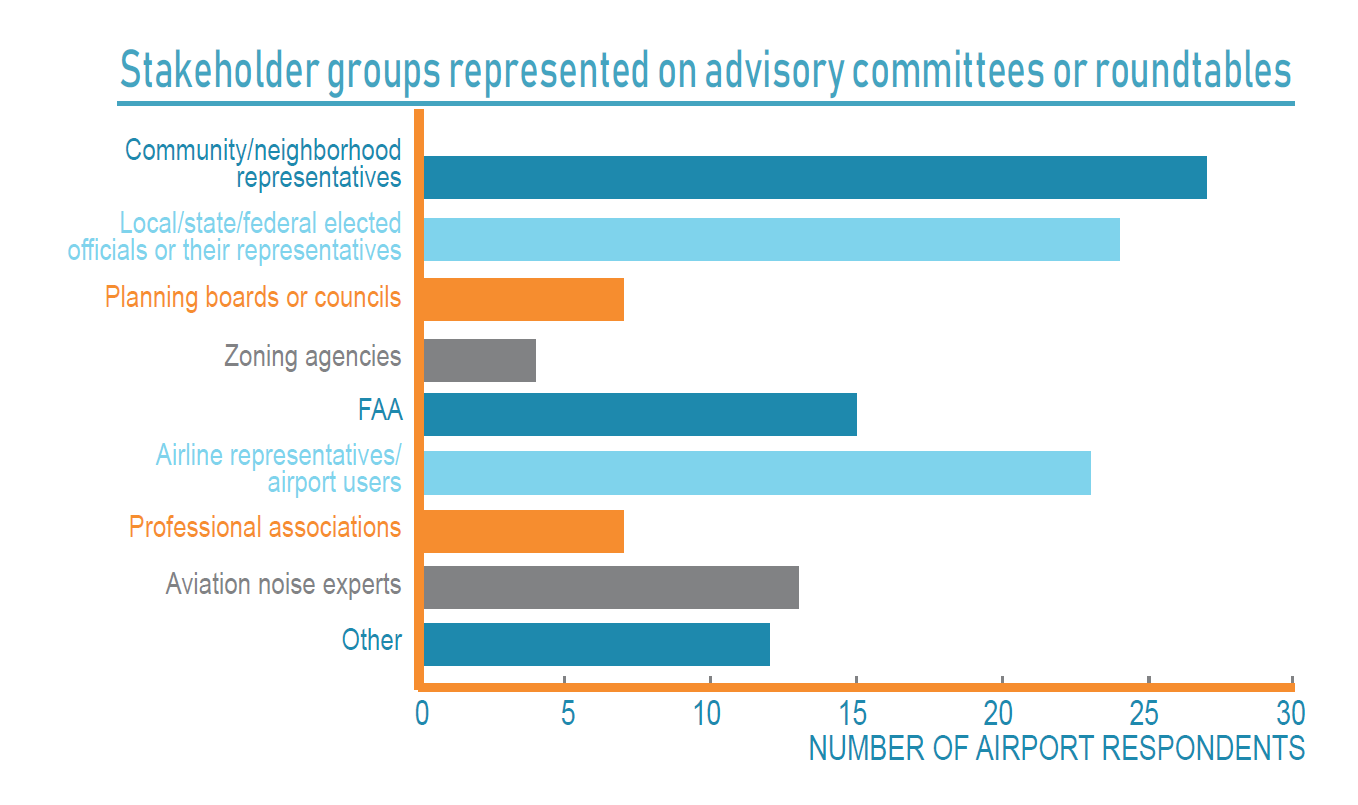 Stakeholder groups represented on advisory committees or roundtables
Community/neighborhood
representatives
Local/state/federal elected
officials or their representatives
Planning boards or councils
Zoning agencies
FAA
Airline representatives/
airport users
Professional associations
Aviation noise experts
Other
0 5 10 15 20 25 30
NUMBER OF AIRPORT RESPONDENTS